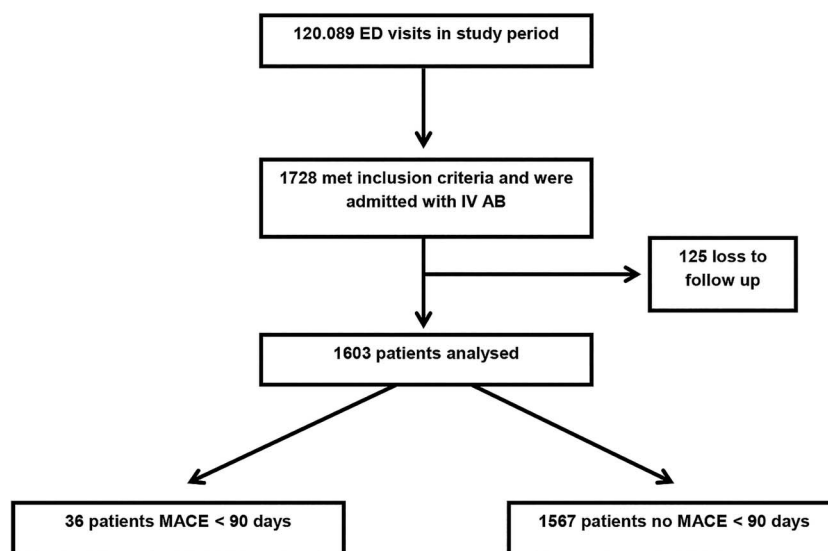 120.089 ED visits in study period
1728 met inclusion criteria and were
admitted with IV AB
125 loss to
follow up
1603 patients analysed
36 patients MACE < 90 days
1567 patients no MACE < 90 days